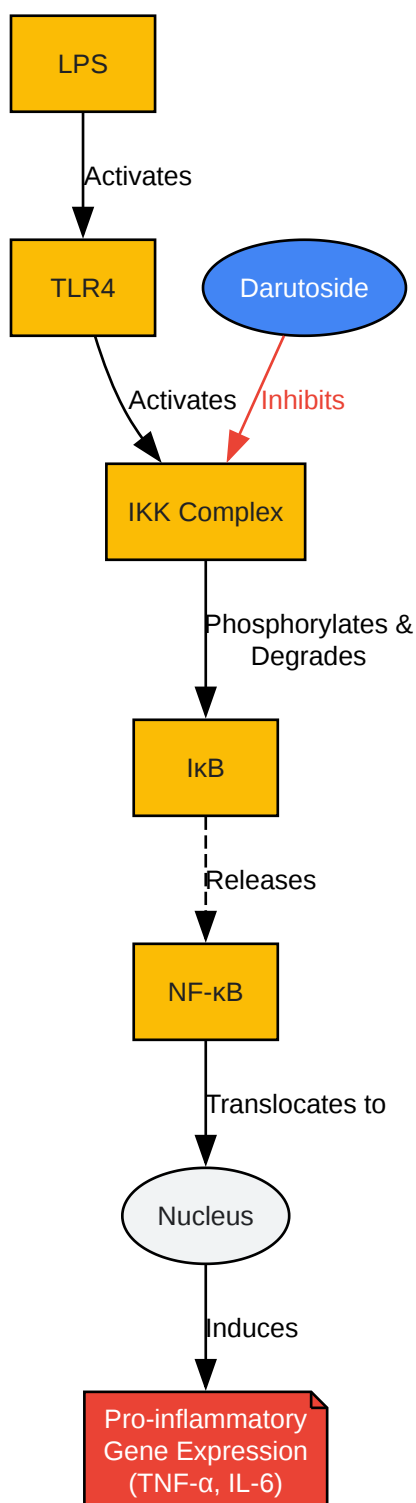 LPS
Activates
TLR4
Darutoside
Activates
Inhibits
IKK Complex
Phosphorylates &
Degrades
IκB
Releases
NF-κB
Translocates to
Nucleus
Induces
Pro-inflammatory
Gene Expression
(TNF-α, IL-6)